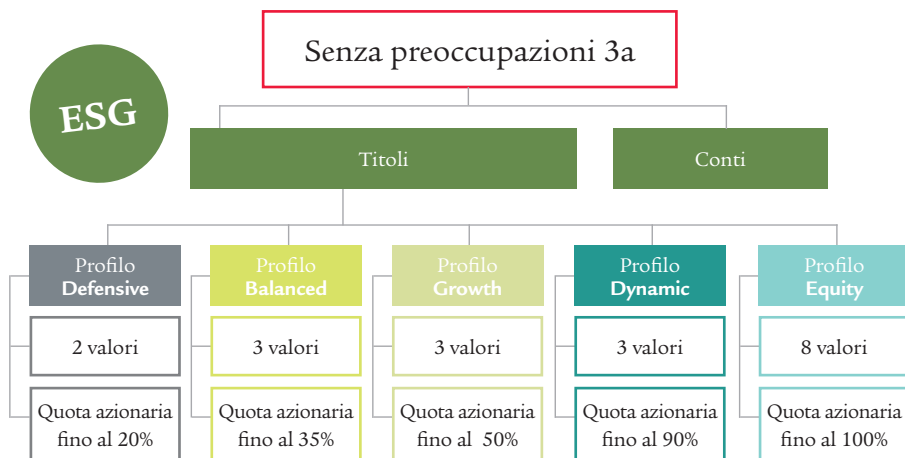 Senza preoccupazioni 3a
ESG
Titoli
Conti
Profilo
Defensive
Profilo
Balanced
Profilo
Growth
Profilo
Dynamic
Profilo
Equity
2 valori
3 valori
3 valori
3 valori
8 valori
Quota azionaria
fino al 20%
Quota azionaria
fino al 35%
Quota azionaria
fino al 50%
Quota azionaria
fino al 90%
Quota azionaria
fino al 100%